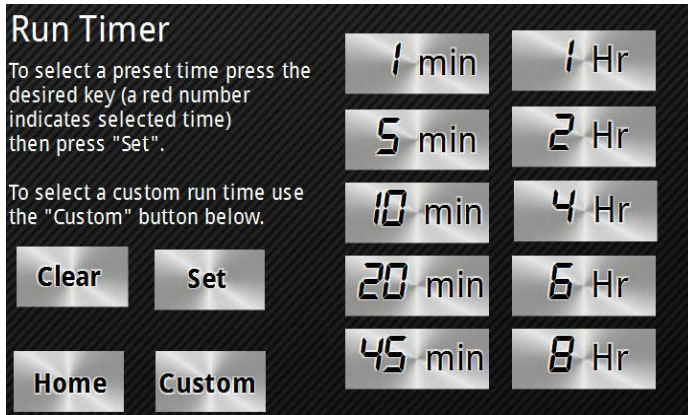 Run Timer
To select a preset time press the
desired key (a red number
indicates selected time)
then press "Set".
To select a custom run time use
the "Custom" button below.
Clear
Set
Home
Custom
1 min
5 min
10 min
20 min
45 min
1 Hr
2 Hr
4 Hr
6 Hr
8 Hr